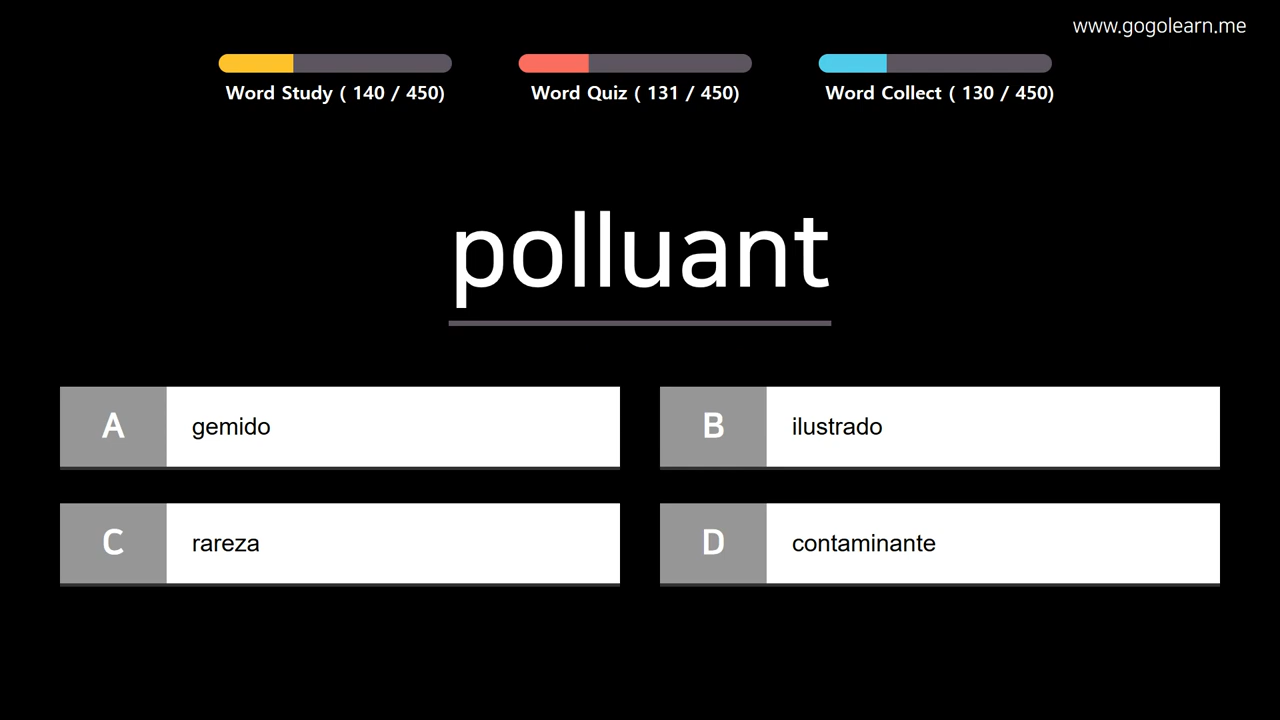 www.gogolearn.me
Word Study ( 140 / 450)
Word Quiz ( 131 / 450)
Word Collect ( 130 / 450)
polluant
A
gemido
B
ilustrado
C
rareza
D
contaminante